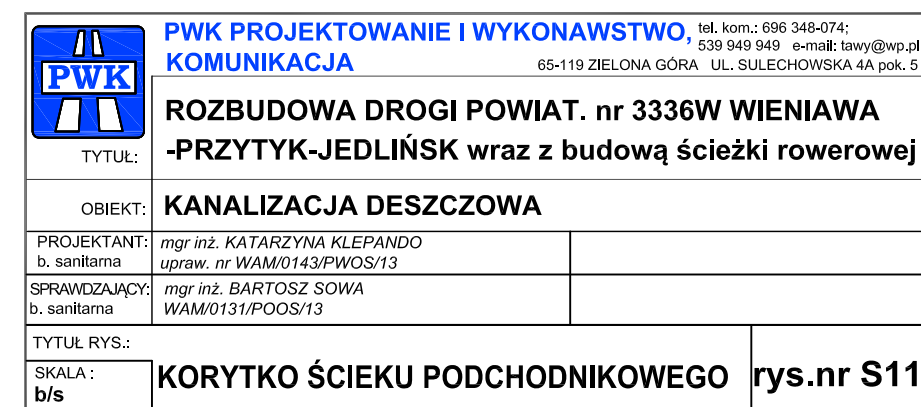 PWK
PWK PROJEKTOWANIE I WYKONAWSTWO, tel. kom.: 696 348-074;
539 949 949 e-mail: tawy@wp.pl
KOMUNIKACJA 65-119 ZIELONA GÓRA UL. SULECHOWSKA 4A pok. 5
TYTUŁ: ROZBUDOWA DROGI POWIAT. nr 3336W WIENIAWA
-PRZYTYK-JEDLIŃSK wraz z budową ścieżki rowerowej
OBIEKT: KANALIZACJA DESZCZOWA
PROJEKTANT: mgr inż. KATARZYNA KLEPANDO
b. sanitarna upraw. nr WAM/0143/PWOS/13
SPRAWDZAJĄCY: mgr inż. BARTOSZ SOWA
b. sanitarna WAM/0131/POOS/13
TYTUŁ RYS.:
SKALA :
b/s
KORYTKO ŚCIEKU PODCHODNIKOWEGO rys.nr S11